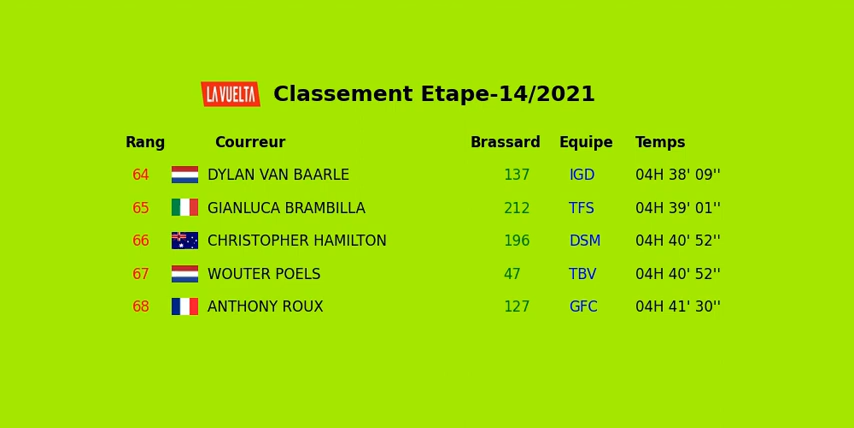 LA VUELTA Classement Etape-14/2021
Rang Courreur Brassard Equipe Temps
64 DYLAN VAN BAARLE 137 IGD 04H 38' 09''
65 GIANLUCA BRAMBILLA 212 TFS 04H 39' 01''
66 CHRISTOPHER HAMILTON 196 DSM 04H 40' 52''
67 WOUTER POELS 47 TBV 04H 40' 52''
68 ANTHONY ROUX 127 GFC 04H 41' 30''